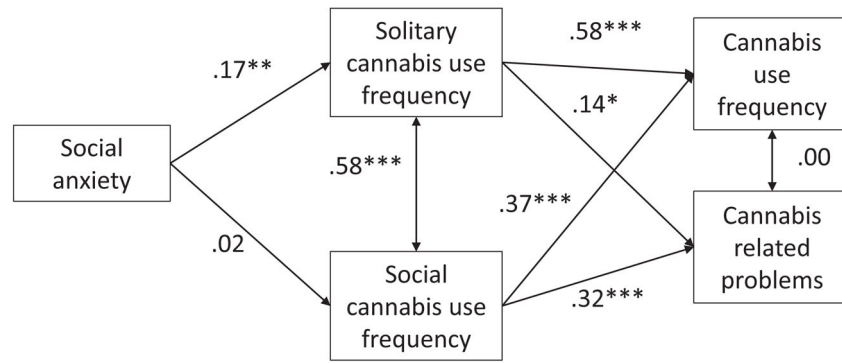 Solitary
cannabis use
frequency
.58***
Cannabis
use
frequency
.17**
.14*
Social
anxiety
.58***
.00
.37***
.02
Social
cannabis use
frequency
.32***
Cannabis
related
problems